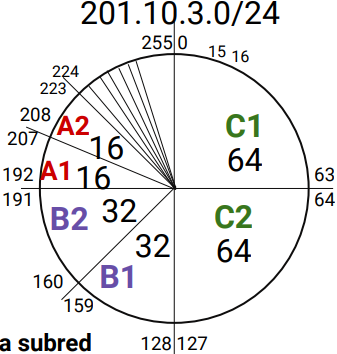 201.10.3.0/24
255 0
15 16
224
223
208
207
A2
16
C1
64
192
A1 16
63
191
64
B2 32
C2
64
32
160
B1
159
128 127
a subred